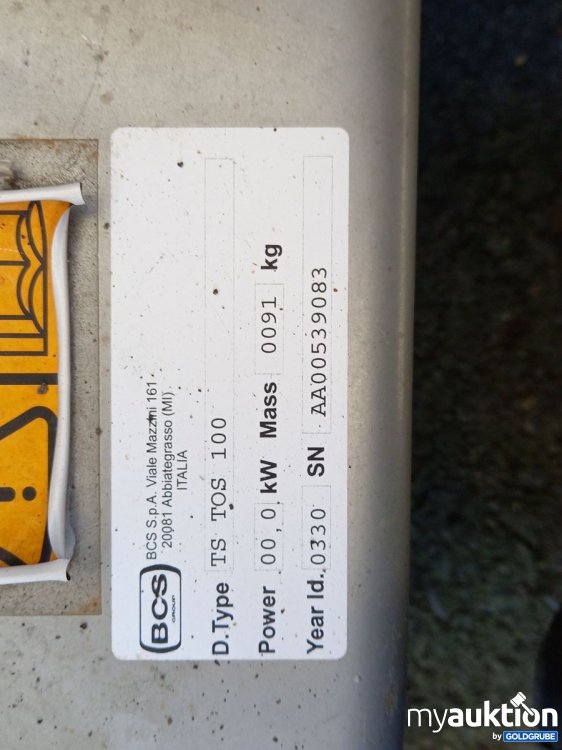 BCS
GROUP
BCS S.p.A. Viale Mazzini 161
20081 Abbiategrasso (MI)
ITALIA
D.Type TS TOS 100
Power 00,0 kW Mass 0091 kg
Year Id. 0330 SN AA00539083
myauktion
by GOLDGRUBE